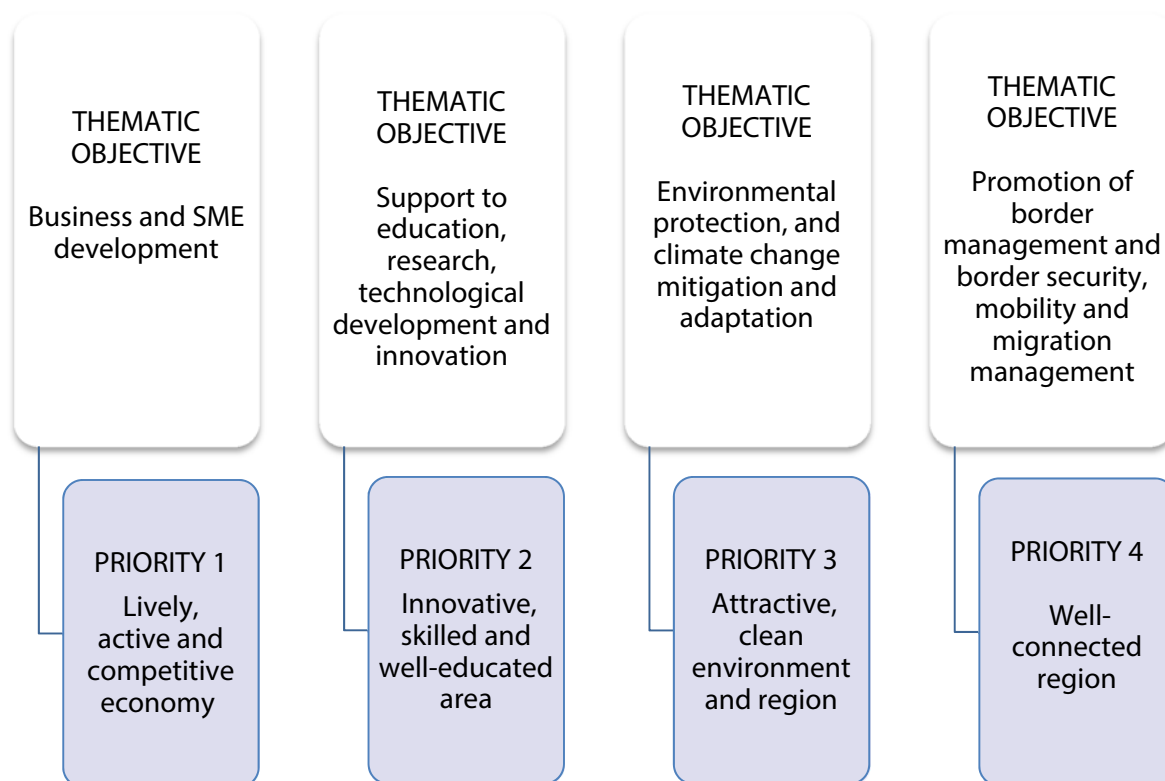 THEMATIC
OBJECTIVE
Business and SME
development
THEMATIC
OBJECTIVE
Support to
education,
research,
technological
development and
innovation
THEMATIC
OBJECTIVE
Environmental
protection, and
climate change
mitigation and
adaptation
THEMATIC
OBJECTIVE
Promotion of
border
management and
border security,
mobility and
migration
management
PRIORITY 1
Lively,
active and
competitive
economy
PRIORITY 2
Innovative,
skilled and
well-educated
area
PRIORITY 3
Attractive,
clean
environment
and region
PRIORITY 4
Well-
connected
region